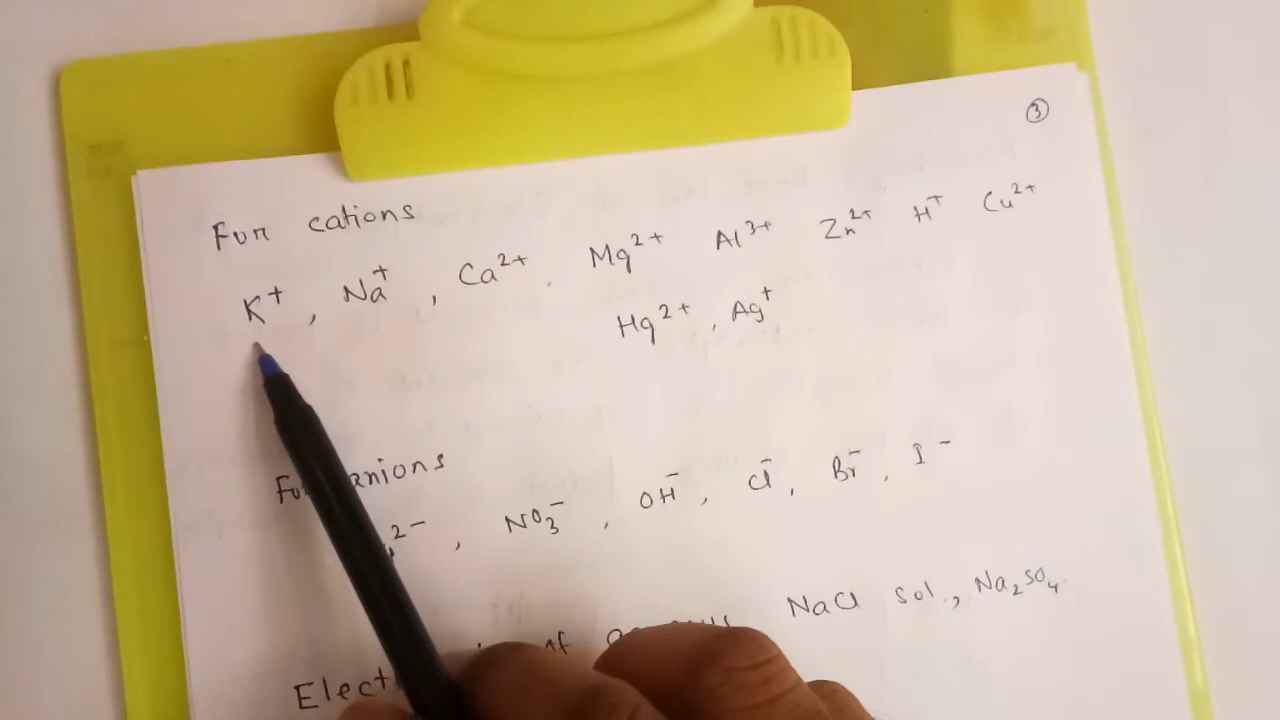 ③
For cations
K⁺ , Na⁺ , Ca²⁺ . Mg²⁺ Al³⁺ Zn²⁺ H⁺ Cu²⁺
Hg²⁺ , Ag⁺
For anions
²⁻ , NO₃⁻ , OH⁻ , Cl⁻ , Br⁻ , I⁻
of NaCl sol., Na₂SO₄.